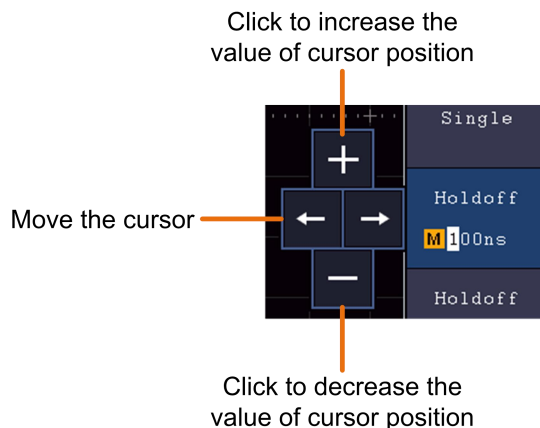 Click to increase the
value of cursor position
Single
Holdoff
Move the cursor
M 100ns
Holdoff
Click to decrease the
value of cursor position